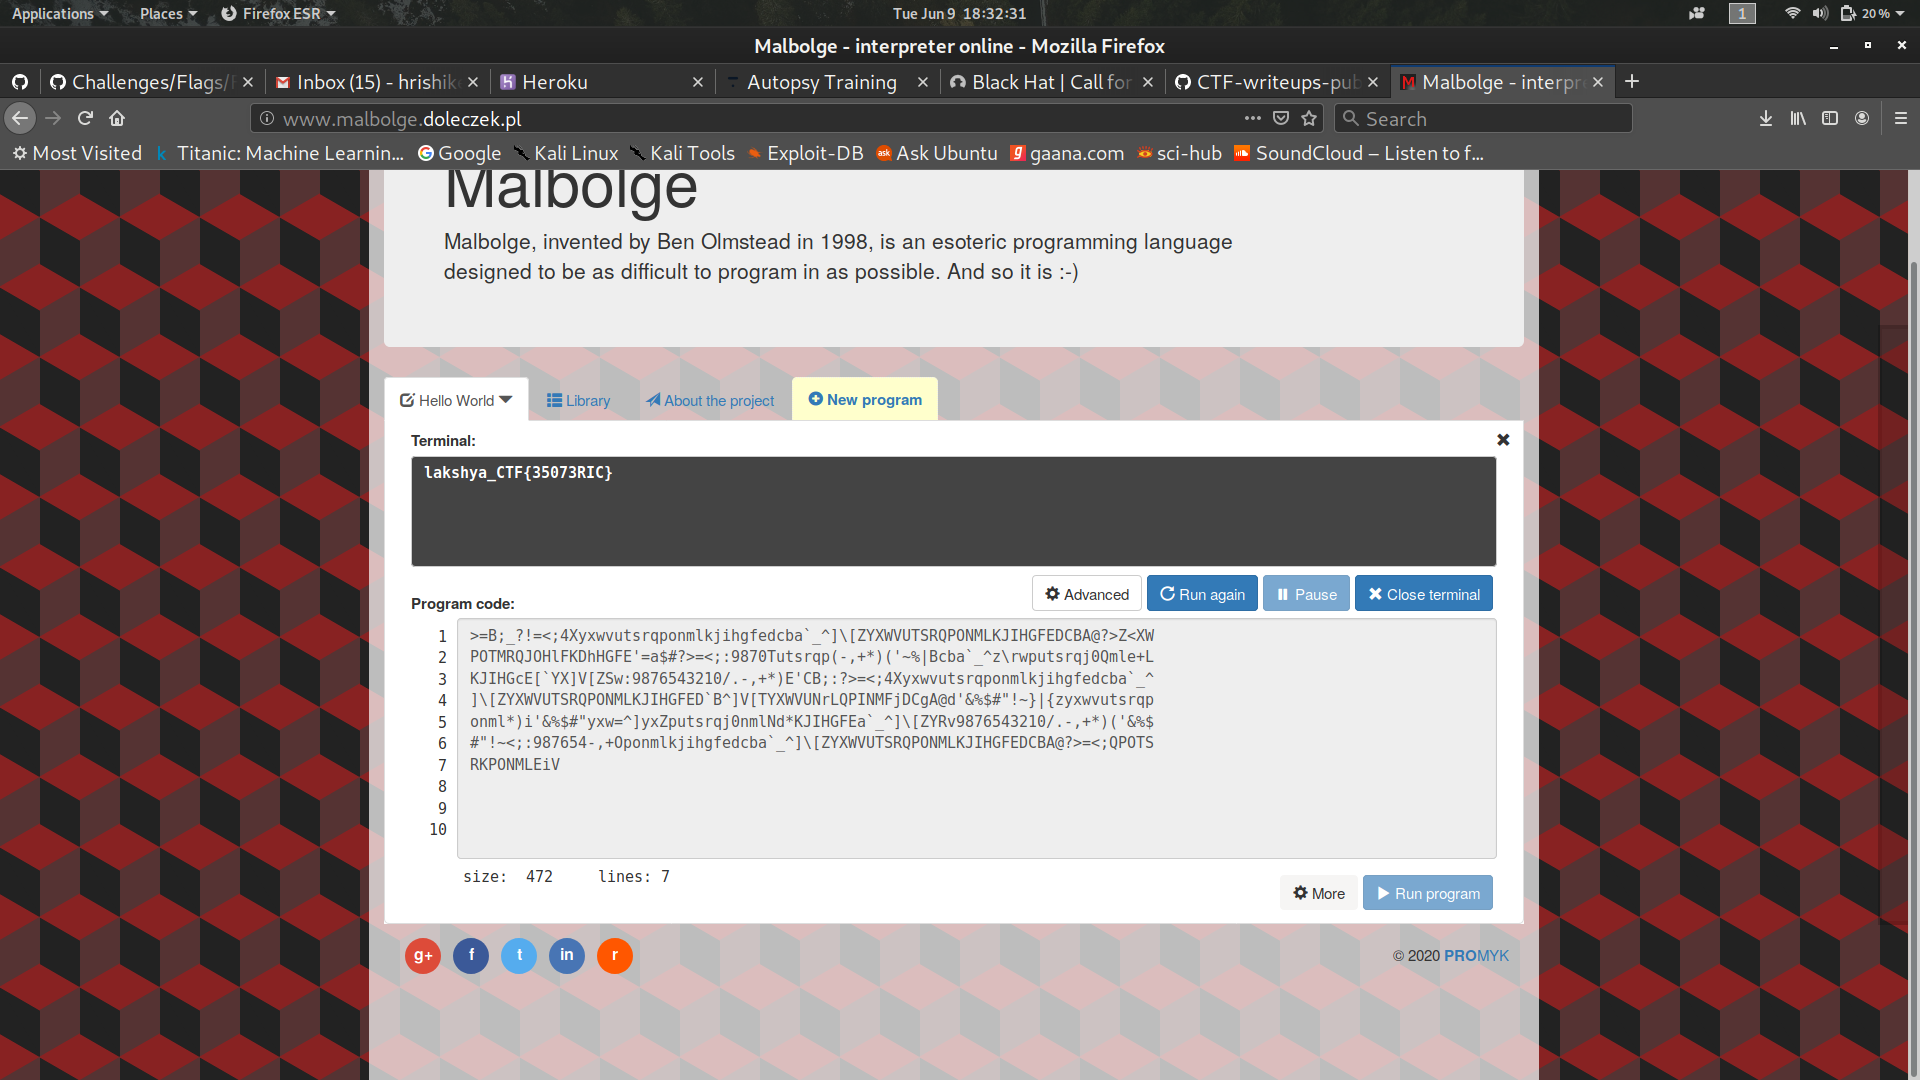 Applications Places Firefox ESR Tue Jun 9 18:32:31 1 20 %
Malbolge - interpreter online - Mozilla Firefox
Challenges/Flags/ Inbox (15) - hrishik Heroku Autopsy Training Black Hat | Call for CTF-writeups-pub Malbolge - interpr
www.malbolge.doleczek.pl Search
Most Visited Titanic: Machine Learnin... Google Kali Linux Kali Tools Exploit-DB Ask Ubuntu gaana.com sci-hub SoundCloud – Listen to f...
Malbolge
Malbolge, invented by Ben Olmstead in 1998, is an esoteric programming language
designed to be as difficult to program in as possible. And so it is :-)
Hello World Library About the project New program
Terminal:
lakshya_CTF{35073RIC}
Advanced Run again Pause Close terminal
Program code:
1 >=B;_?!=<;4Xyxwvutsrqponmlkjihgfedcba`_^]\[ZYXWVUTSRQPONMLKJIHGFEDCBA@?>Z<XW
2 POTMRQJOHlFKDhHGFE'=a$#?>=<;:9870Tutsrqp(-,+*)('~%|Bcba`_^z\rwputsrqj0Qmle+L
3 KJIHGcE[`YX]V[ZSw:9876543210/.-,+*)E'CB;:?>=<;4Xyxwvutsrqponmlkjihgfedcba`_^
4 ]\[ZYXWVUTSRQPONMLKJIHGFED`B^]V[TYXWVUNrLQPINMFjDCgA@d'&%$#"!~}|{zyxwvutsrqp
5 onml*)i'&%$#"yxw=^]yxZputsrqj0nmlNd*KJIHGFEa`_^]\[ZYRv9876543210/.-,+*)('&%$
6 #"!~<;:987654-,+Oponmlkjihgfedcba`_^]\[ZYXWVUTSRQPONMLKJIHGFEDCBA@?>=<;QPOTS
7 RKPONMLEiV
8
9
10
size: 472 lines: 7
More Run program
g+ f t in r © 2020 PROMYK